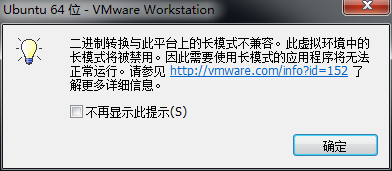 Ubuntu 64 位 - VMware Workstation
二进制转换与此平台上的长模式不兼容。此虚拟环境中的
长模式将被禁用。因此需要使用长模式的应用程序将无法
正常运行。请参见 http://vmware.com/info?id=152 了
解更多详细信息。
不再显示此提示(S)
确定